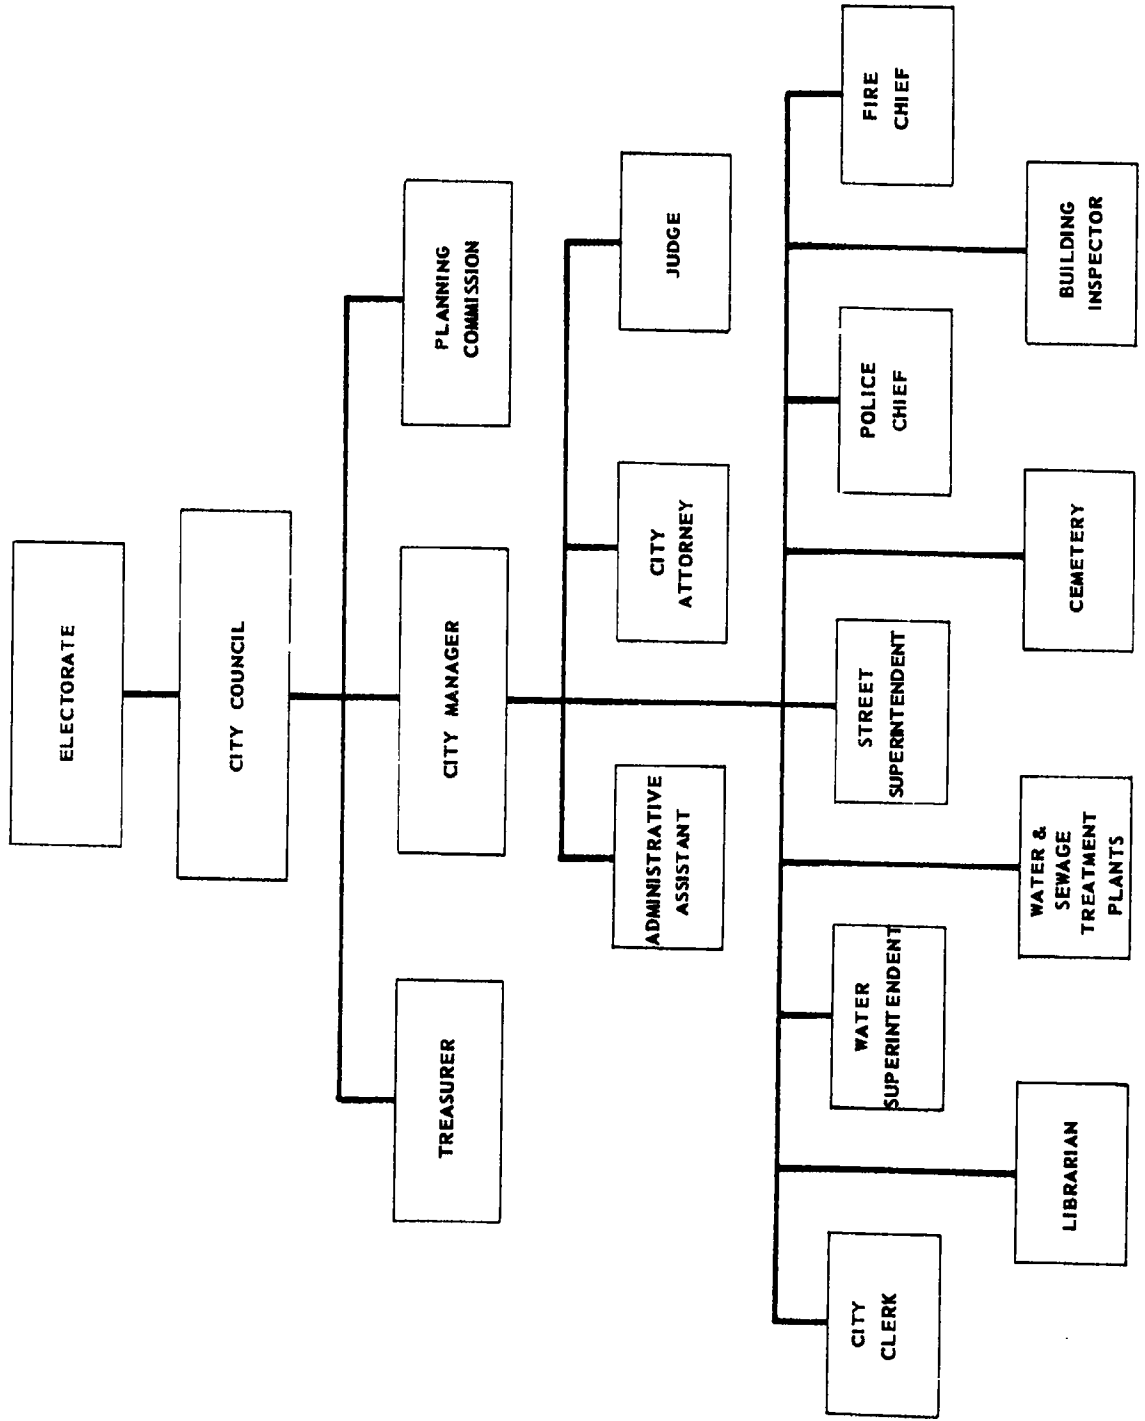 ELECTORATE
CITY COUNCIL
TREASURER
CITY MANAGER
PLANNING
COMMISSION
ADMINISTRATIVE
ASSISTANT
CITY
ATTORNEY
JUDGE
CITY
CLERK
WATER
SUPERINTENDENT
STREET
SUPERINTENDENT
POLICE
CHIEF
FIRE
CHIEF
LIBRARIAN
WATER &
SEWAGE
TREATMENT
PLANTS
CEMETERY
BUILDING
INSPECTOR